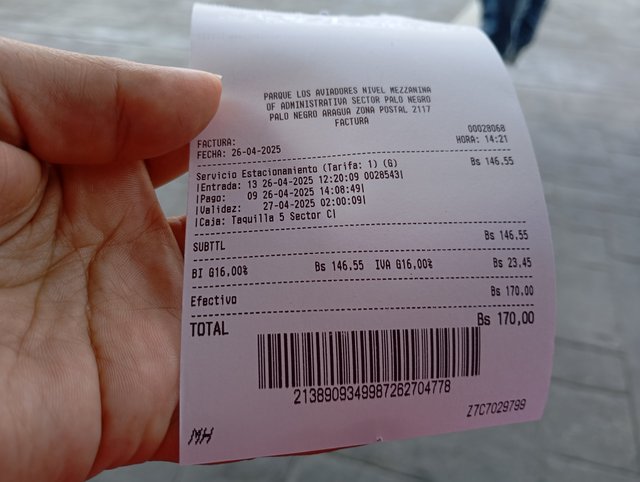 PARQUE LOS AVIADORES NIVEL MEZZANINA
OF ADMINISTRATIVA SECTOR PALO NEGRO
PALO NEGRO ARAGUA ZONA POSTAL 2117
FACTURA
FACTURA: 00028068
FECHA: 26-04-2025 HORA: 14:21
Servicio Estacionamiento (Tarifa: 1) (G) Bs 146.55
|Entrada: 13 26-04-2025 12:20:09 0028543|
|Pago: 09 26-04-2025 14:08:49|
|Validez: 27-04-2025 02:00:09|
|Caja: Taquilla 5 Sector C|
SUBTTL Bs 146.55
BI G16,00% Bs 146.55 IVA G16,00% Bs 23.45
Efectivo Bs 170.00
TOTAL Bs 170,00
2138909349987262704778
MH Z7C7029799